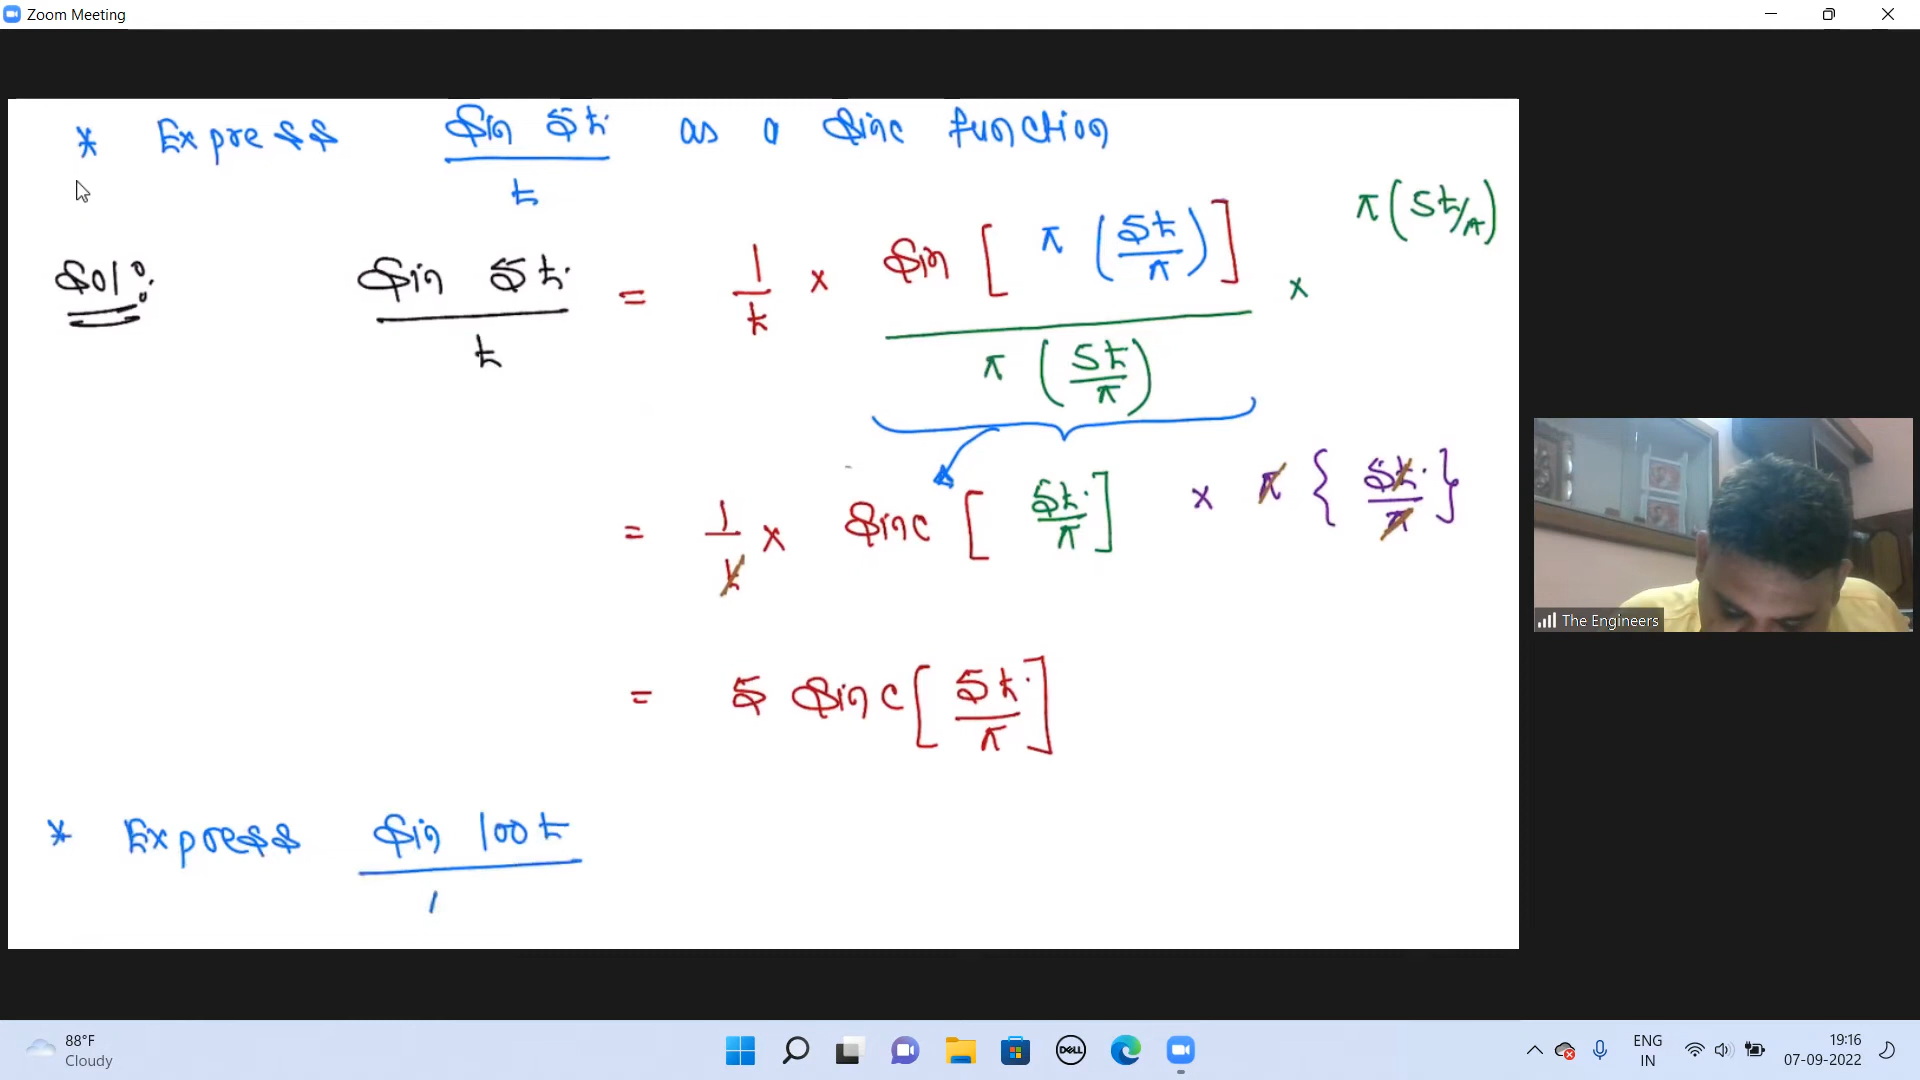 Zoom Meeting
* Express sin 5t / t as a sinc function
Sol: sin 5t / t = 1/t × sin [ π ( 5t/π ) ] / π ( 5t/π ) × π ( 5t/π )
= 1/t × sinc [ 5t/π ] × π { 5t/π }
= 5 sinc [ 5t/π ]
* Express sin 100t
The Engineers
88°F
Cloudy
DELL
ENG
IN
19:16
07-09-2022